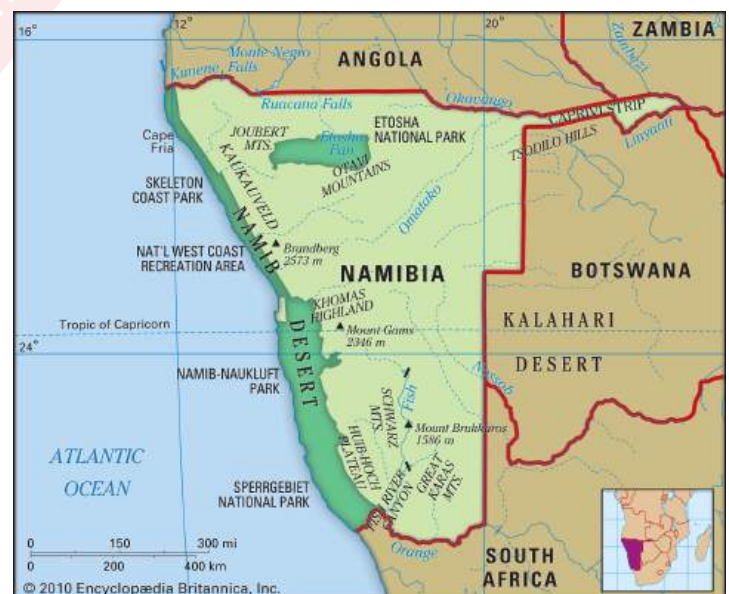 12°
20°
16°
ZAMBIA
Zambezi
Monte Negro
ANGOLA
Kunene Falls
Ruacana Falls
Okavango
CAPRIVI STRIP
Cape
Fria
JOUBERT
MTS.
Etosha
Pan
ETOSHA
NATIONAL PARK
TSODILO HILLS
Linyanti
OTAVI
MOUNTAINS
KAUKAUVELD
SKELETON
COAST PARK
Omatako
NAMIB
DESERT
NAT'L WEST COAST
RECREATION AREA
Brandberg
2573 m
NAMIBIA
BOTSWANA
KHOMAS
HIGHLAND
KALAHARI
DESERT
Tropic of Capricorn
Mount Gams
2346 m
24°
NAMIB-NAUKLUFT
PARK
Nossob
Fish
SCHWARZ
MTS.
Mount Brukkaros
1586 m
HUIB-HOCH
PLATEAU
ATLANTIC
OCEAN
SPERRGEBIET
NATIONAL PARK
FISH RIVER
CANYON
GREAT
KARAS
MTS.
Orange
SOUTH
AFRICA
0 300 mi
0 200 400 km
© 2010 Encyclopædia Britannica, Inc.